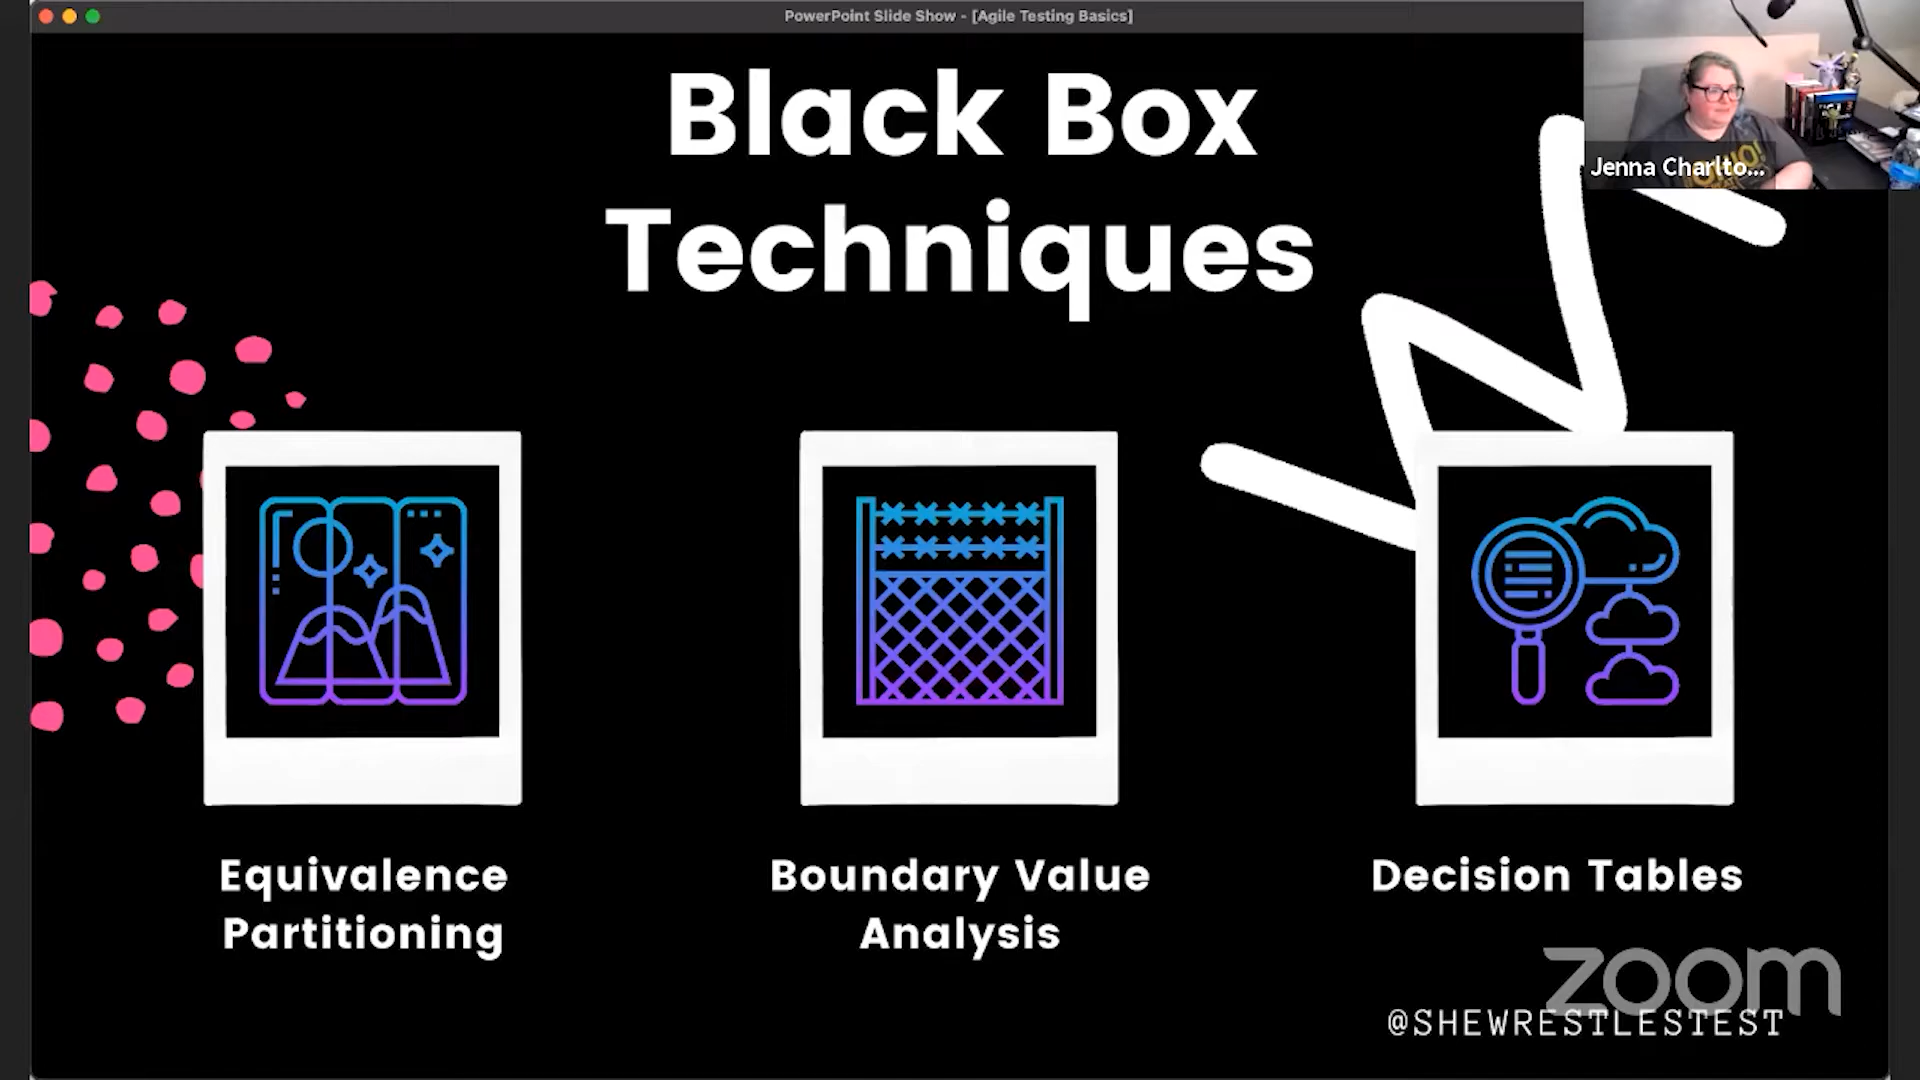 PowerPoint Slide Show - [Agile Testing Basics]
Black Box
Techniques
Jenna Charlto...
Equivalence
Partitioning
Boundary Value
Analysis
Decision Tables
zoom
@SHEWRESTLESTEST